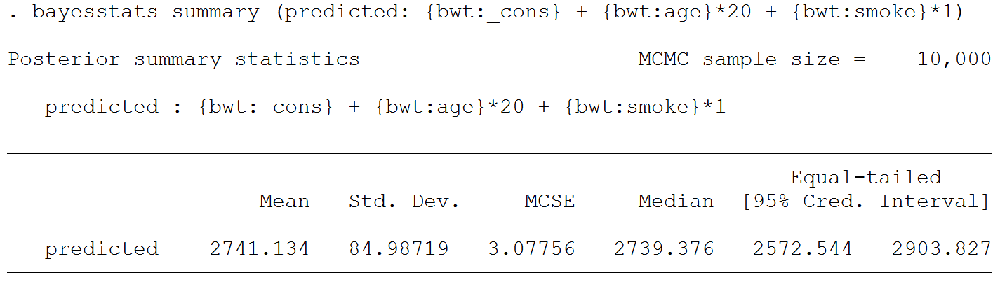 . bayesstats summary (predicted: {bwt:_cons} + {bwt:age}*20 + {bwt:smoke}*1)
Posterior summary statistics MCMC sample size = 10,000
predicted : {bwt:_cons} + {bwt:age}*20 + {bwt:smoke}*1
Equal-tailed
Mean Std. Dev. MCSE Median [95% Cred. Interval]
predicted 2741.134 84.98719 3.07756 2739.376 2572.544 2903.827